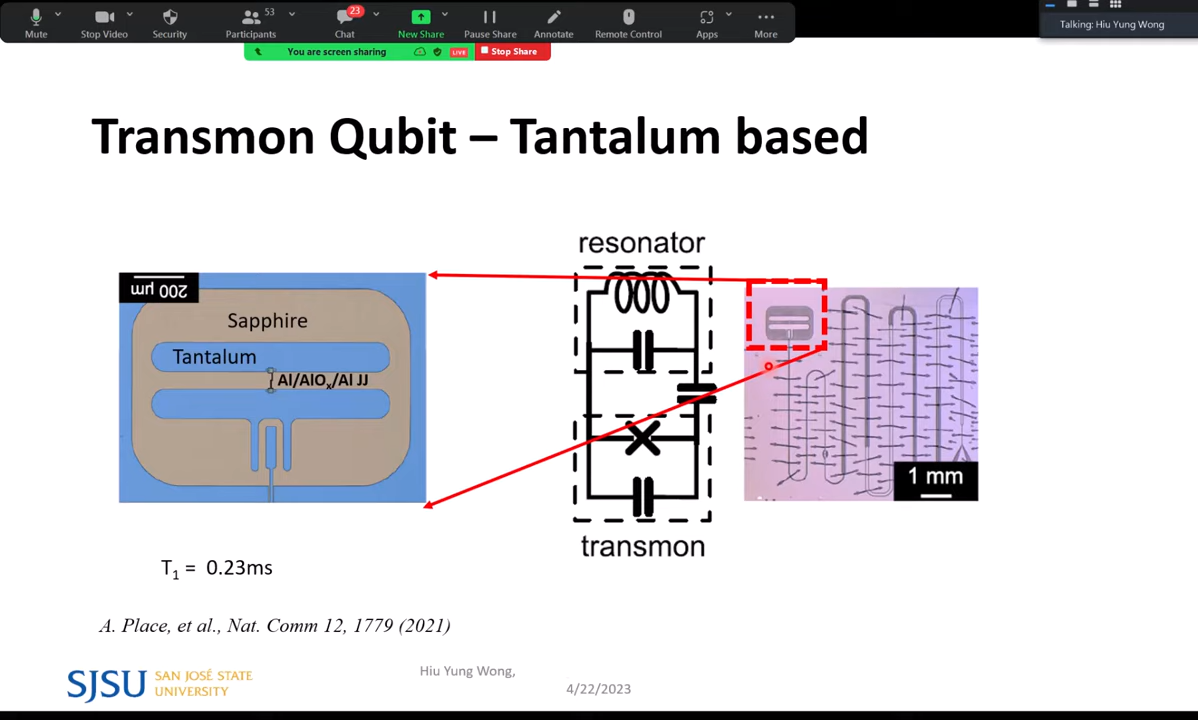 Mute
Stop Video
Security
53
Participants
23
Chat
New Share
Pause Share
Annotate
Remote Control
Apps
More
Talking: Hiu Yung Wong
You are screen sharing
LIVE
Stop Share
Transmon Qubit – Tantalum based
200 µm
Sapphire
Tantalum
Al/AlOx/Al JJ
resonator
transmon
1 mm
T1 = 0.23ms
A. Place, et al., Nat. Comm 12, 1779 (2021)
SJSU
SAN JOSÉ STATE
UNIVERSITY
Hiu Yung Wong,
4/22/2023